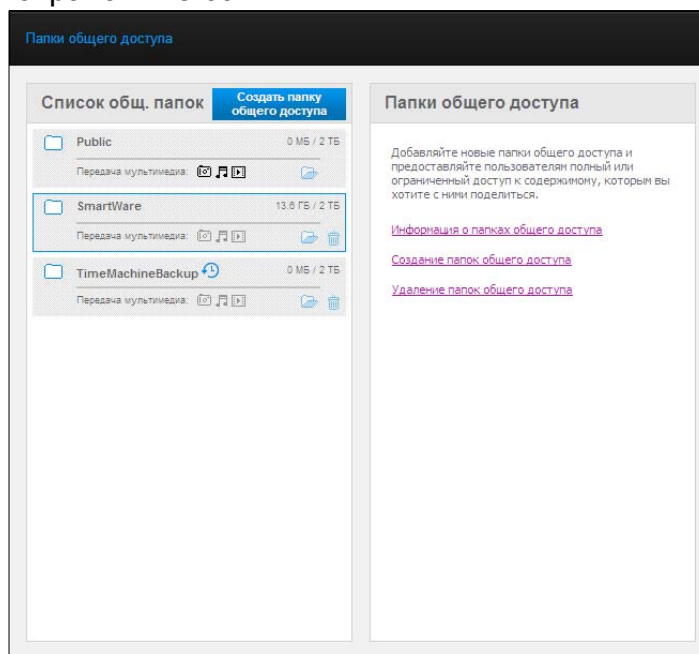 Папки общего доступа
Список общ. папок
Создать папку
общего доступа
Public
0 МБ / 2 ТБ
Передача мультимедиа:
SmartWare
13.6 ГБ / 2 ТБ
Передача мультимедиа:
TimeMachineBackup
0 МБ / 2 ТБ
Передача мультимедиа:
Папки общего доступа
Добавляйте новые папки общего доступа и
предоставляйте пользователям полный или
ограниченный доступ к содержимому, которым вы
хотите с ними поделиться.
Информация о папках общего доступа
Создание папок общего доступа
Удаление папок общего доступа